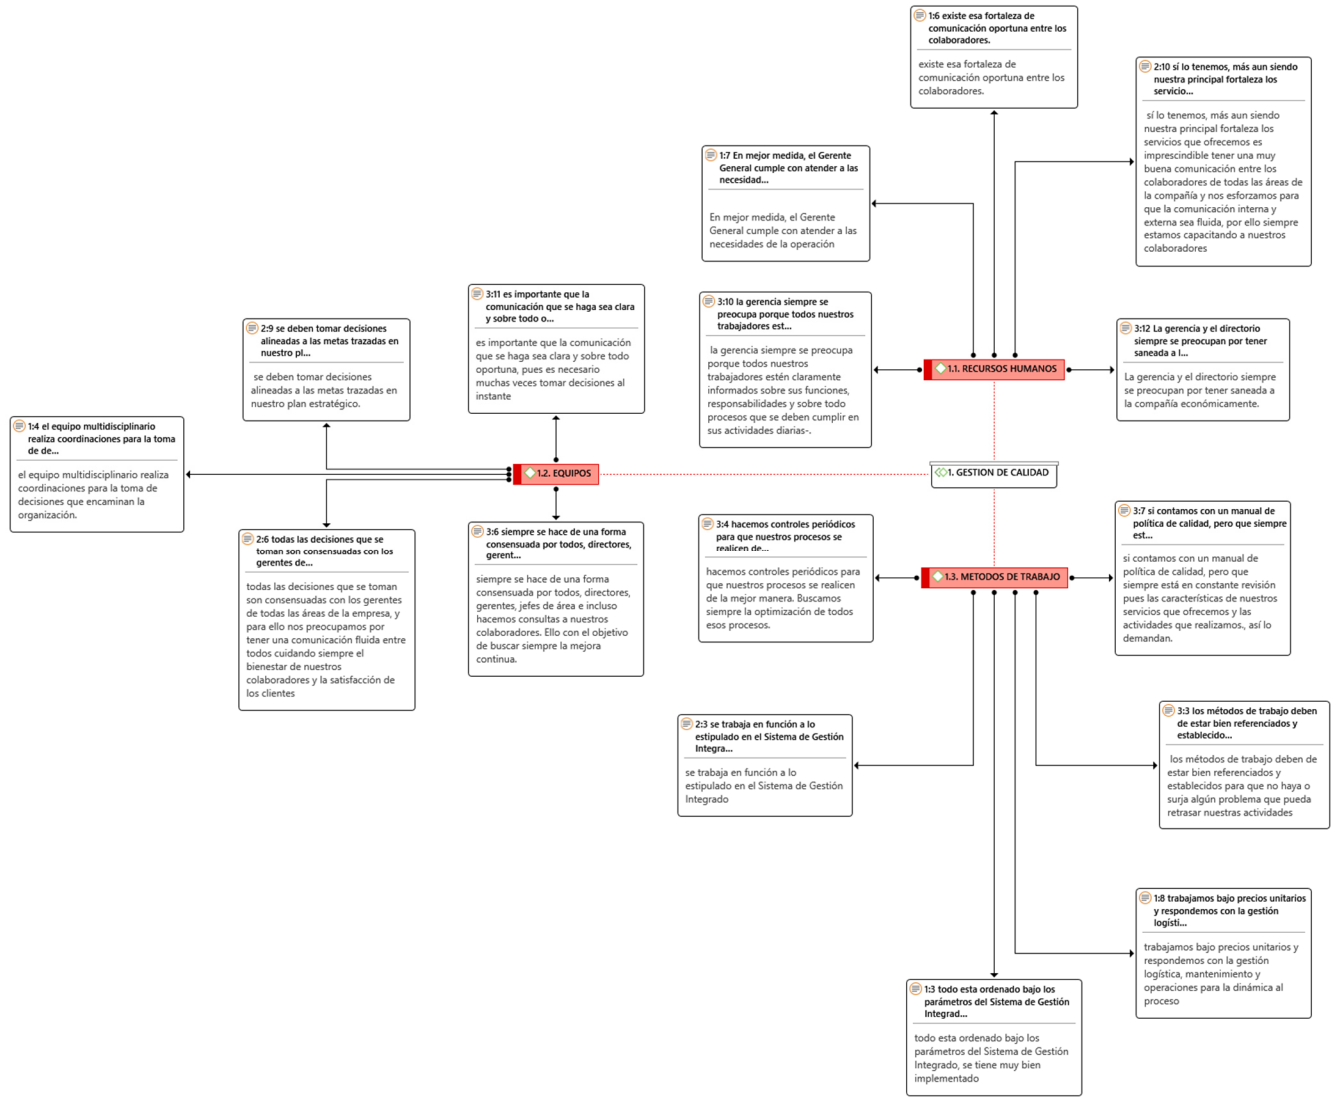 1:6 existe esa fortaleza de
comunicación oportuna entre los
colaboradores.
existe esa fortaleza de
comunicación oportuna entre los
colaboradores.
2:10 sí lo tenemos, más aun siendo
nuestra principal fortaleza los
servicio...
sí lo tenemos, más aun siendo
nuestra principal fortaleza los
servicios que ofrecemos es
imprescindible tener una muy
buena comunicación entre los
colaboradores de todas las áreas de
la compañía y nos esforzamos para
que la comunicación interna y
externa sea fluida, por ello siempre
estamos capacitando a nuestros
colaboradores
1:7 En mejor medida, el Gerente
General cumple con atender a las
necesidad...
En mejor medida, el Gerente
General cumple con atender a las
necesidades de la operación
3:11 es importante que la
comunicación que se haga sea clara
y sobre todo o...
es importante que la comunicación
que se haga sea clara y sobre todo
oportuna, pues es necesario
muchas veces tomar decisiones al
instante
3:10 la gerencia siempre se
preocupa porque todos nuestros
trabajadores est...
la gerencia siempre se preocupa
porque todos nuestros
trabajadores estén claramente
informados sobre sus funciones,
responsabilidades y sobre todo
procesos que se deben cumplir en
sus actividades diarias-.
2:9 se deben tomar decisiones
alineadas a las metas trazadas en
nuestro pl...
se deben tomar decisiones
alineadas a las metas trazadas en
nuestro plan estratégico.
3:12 La gerencia y el directorio
siempre se preocupan por tener
saneada a l...
La gerencia y el directorio siempre
se preocupan por tener saneada a
la compañía económicamente.
1.1. RECURSOS HUMANOS
1:4 el equipo multidisciplinario
realiza coordinaciones para la toma
de de...
el equipo multidisciplinario realiza
coordinaciones para la toma de
decisiones que encaminan la
organización.
1.2. EQUIPOS
1. GESTION DE CALIDAD
2:6 todas las decisiones que se
toman son consensuadas con los
gerentes de...
todas las decisiones que se toman
son consensuadas con los gerentes
de todas las áreas de la empresa, y
para ello nos preocupamos por
tener una comunicación fluida entre
todos cuidando siempre el
bienestar de nuestros
colaboradores y la satisfacción de
los clientes
3:6 siempre se hace de una forma
consensuada por todos, directores,
gerent...
siempre se hace de una forma
consensuada por todos, directores,
gerentes, jefes de área e incluso
hacemos consultas a nuestros
colaboradores. Ello con el objetivo
de buscar siempre la mejora
continua.
3:4 hacemos controles periódicos
para que nuestros procesos se
realicen de...
hacemos controles periódicos para
que nuestros procesos se realicen
de la mejor manera. Buscamos
siempre la optimización de todos
esos procesos.
1.3. METODOS DE TRABAJO
3:7 si contamos con un manual de
política de calidad, pero que siempre
est...
si contamos con un manual de
política de calidad, pero que
siempre está en constante revisión
pues las características de nuestros
servicios que ofrecemos y las
actividades que realizamos., así lo
demandan.
2:3 se trabaja en función a lo
estipulado en el Sistema de Gestión
Integra...
se trabaja en función a lo
estipulado en el Sistema de Gestión
Integrado
3:3 los métodos de trabajo deben
de estar bien referenciados y
establecido...
los métodos de trabajo deben de
estar bien referenciados y
establecidos para que no haya o
surja algún problema que pueda
retrasar nuestras actividades
1:8 trabajamos bajo precios unitarios
y respondemos con la gestión
logísti...
trabajamos bajo precios unitarios y
respondemos con la gestión
logística, mantenimiento y
operaciones para la dinámica al
proceso
1:3 todo esta ordenado bajo los
parámetros del Sistema de Gestión
Integrad...
todo esta ordenado bajo los
parámetros del Sistema de Gestión
Integrado, se tiene muy bien
implementado